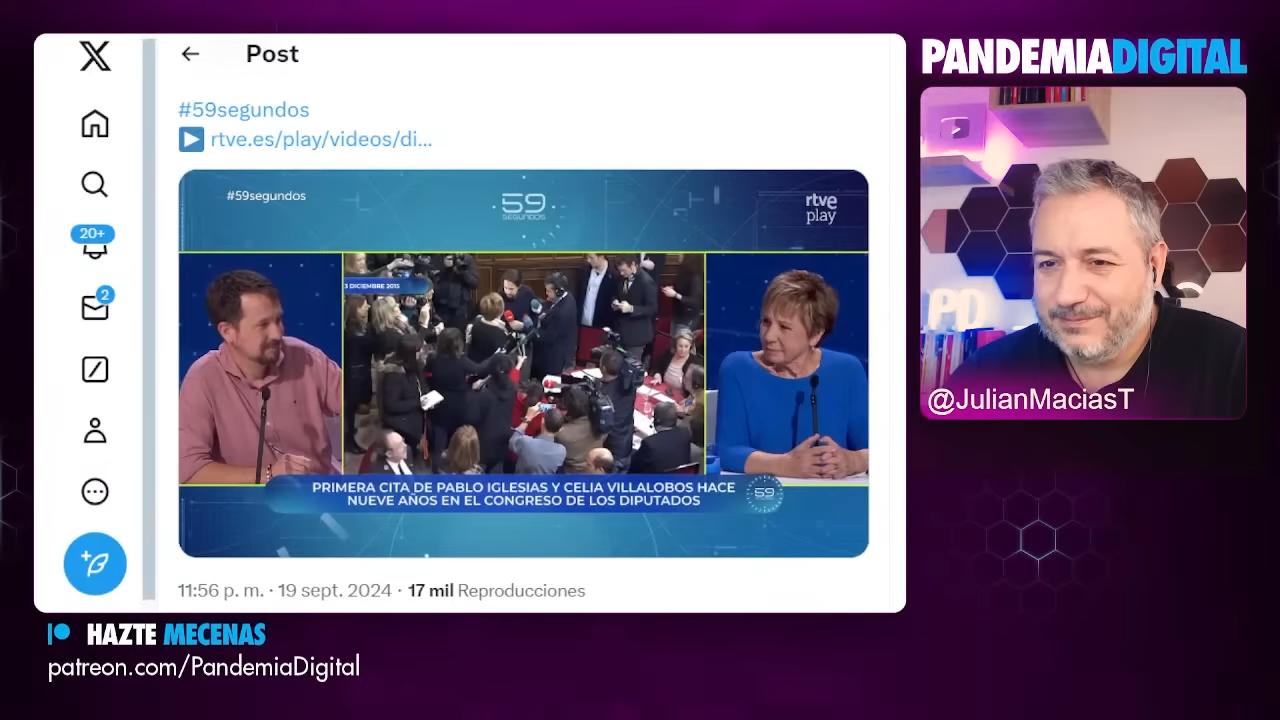 Post
#59segundos
rtve.es/play/videos/di...
#59segundos
59
SEGUNDOS
rtve
play
3 DICIEMBRE 2015
PRIMERA CITA DE PABLO IGLESIAS Y CELIA VILLALOBOS HACE
NUEVE AÑOS EN EL CONGRESO DE LOS DIPUTADOS
59
11:56 p. m. · 19 sept. 2024 · 17 mil Reproducciones
20+
2
PANDEMIADIGITAL
PD
@JulianMaciasT
HAZTE MECENAS
patreon.com/PandemiaDigital